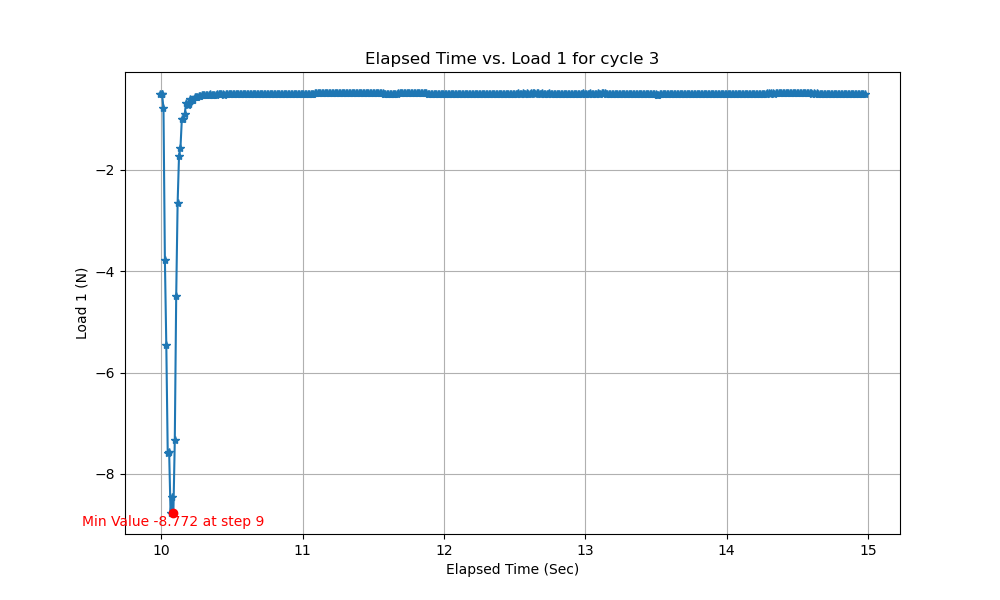 Elapsed Time vs. Load 1 for cycle 3
Load 1 (N)
−2
−4
−6
−8
Min Value -8.772 at step 9
10
11
12
13
14
15
Elapsed Time (Sec)